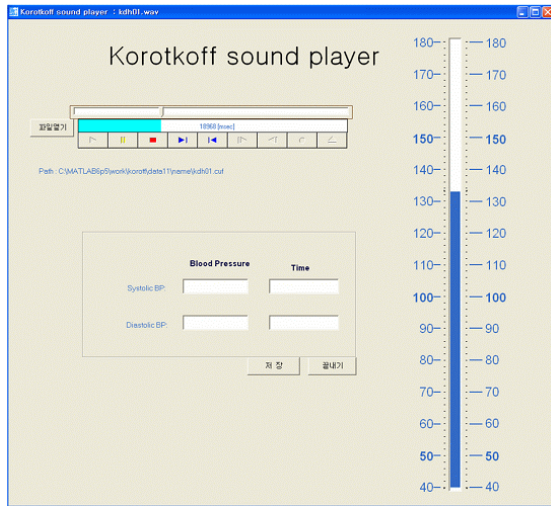 Korotkoff sound player : kdh01.wav
Korotkoff sound player
파일열기
18968 [msec]
Path : C:\MATLAB6p5\work\korott\data11\name\kdh01.cuf
Blood Pressure Time
Systolic BP:
Diastolic BP:
저 장 끝내기
180 180
170 170
160 160
150 150
140 140
130 130
120 120
110 110
100 100
90 90
80 80
70 70
60 60
50 50
40 40